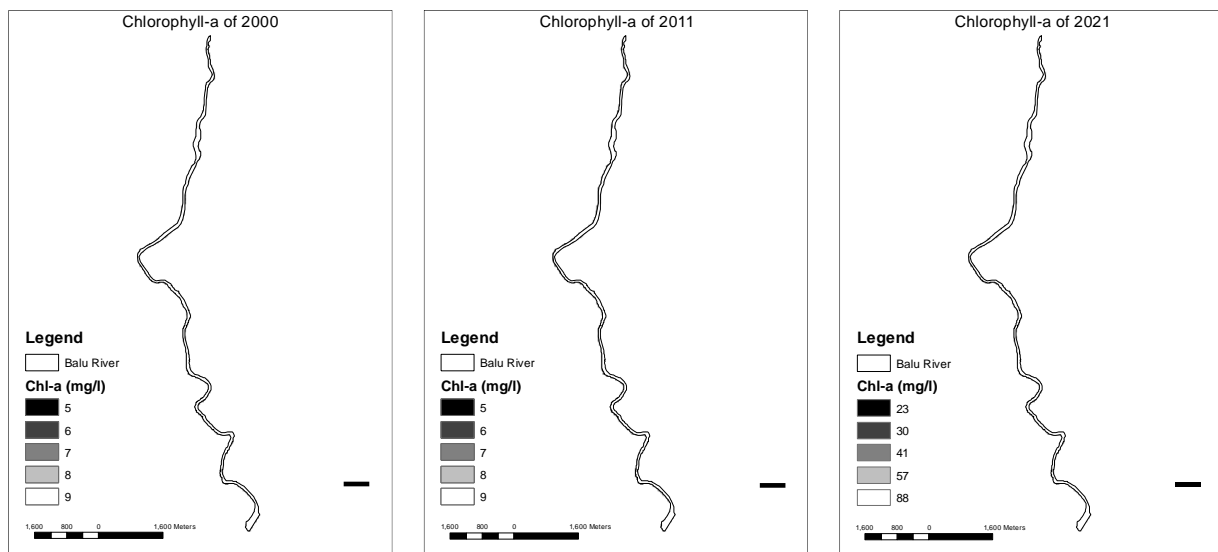 Chlorophyll-a of 2000
Legend
Balu River
Chl-a (mg/l)
5
6
7
8
9
1,600 800 0 1,600 Meters
Chlorophyll-a of 2011
Legend
Balu River
Chl-a (mg/l)
5
6
7
8
9
1,600 800 0 1,600 Meters
Chlorophyll-a of 2021
Legend
Balu River
Chl-a (mg/l)
23
30
41
57
88
1,600 800 0 1,600 Meters